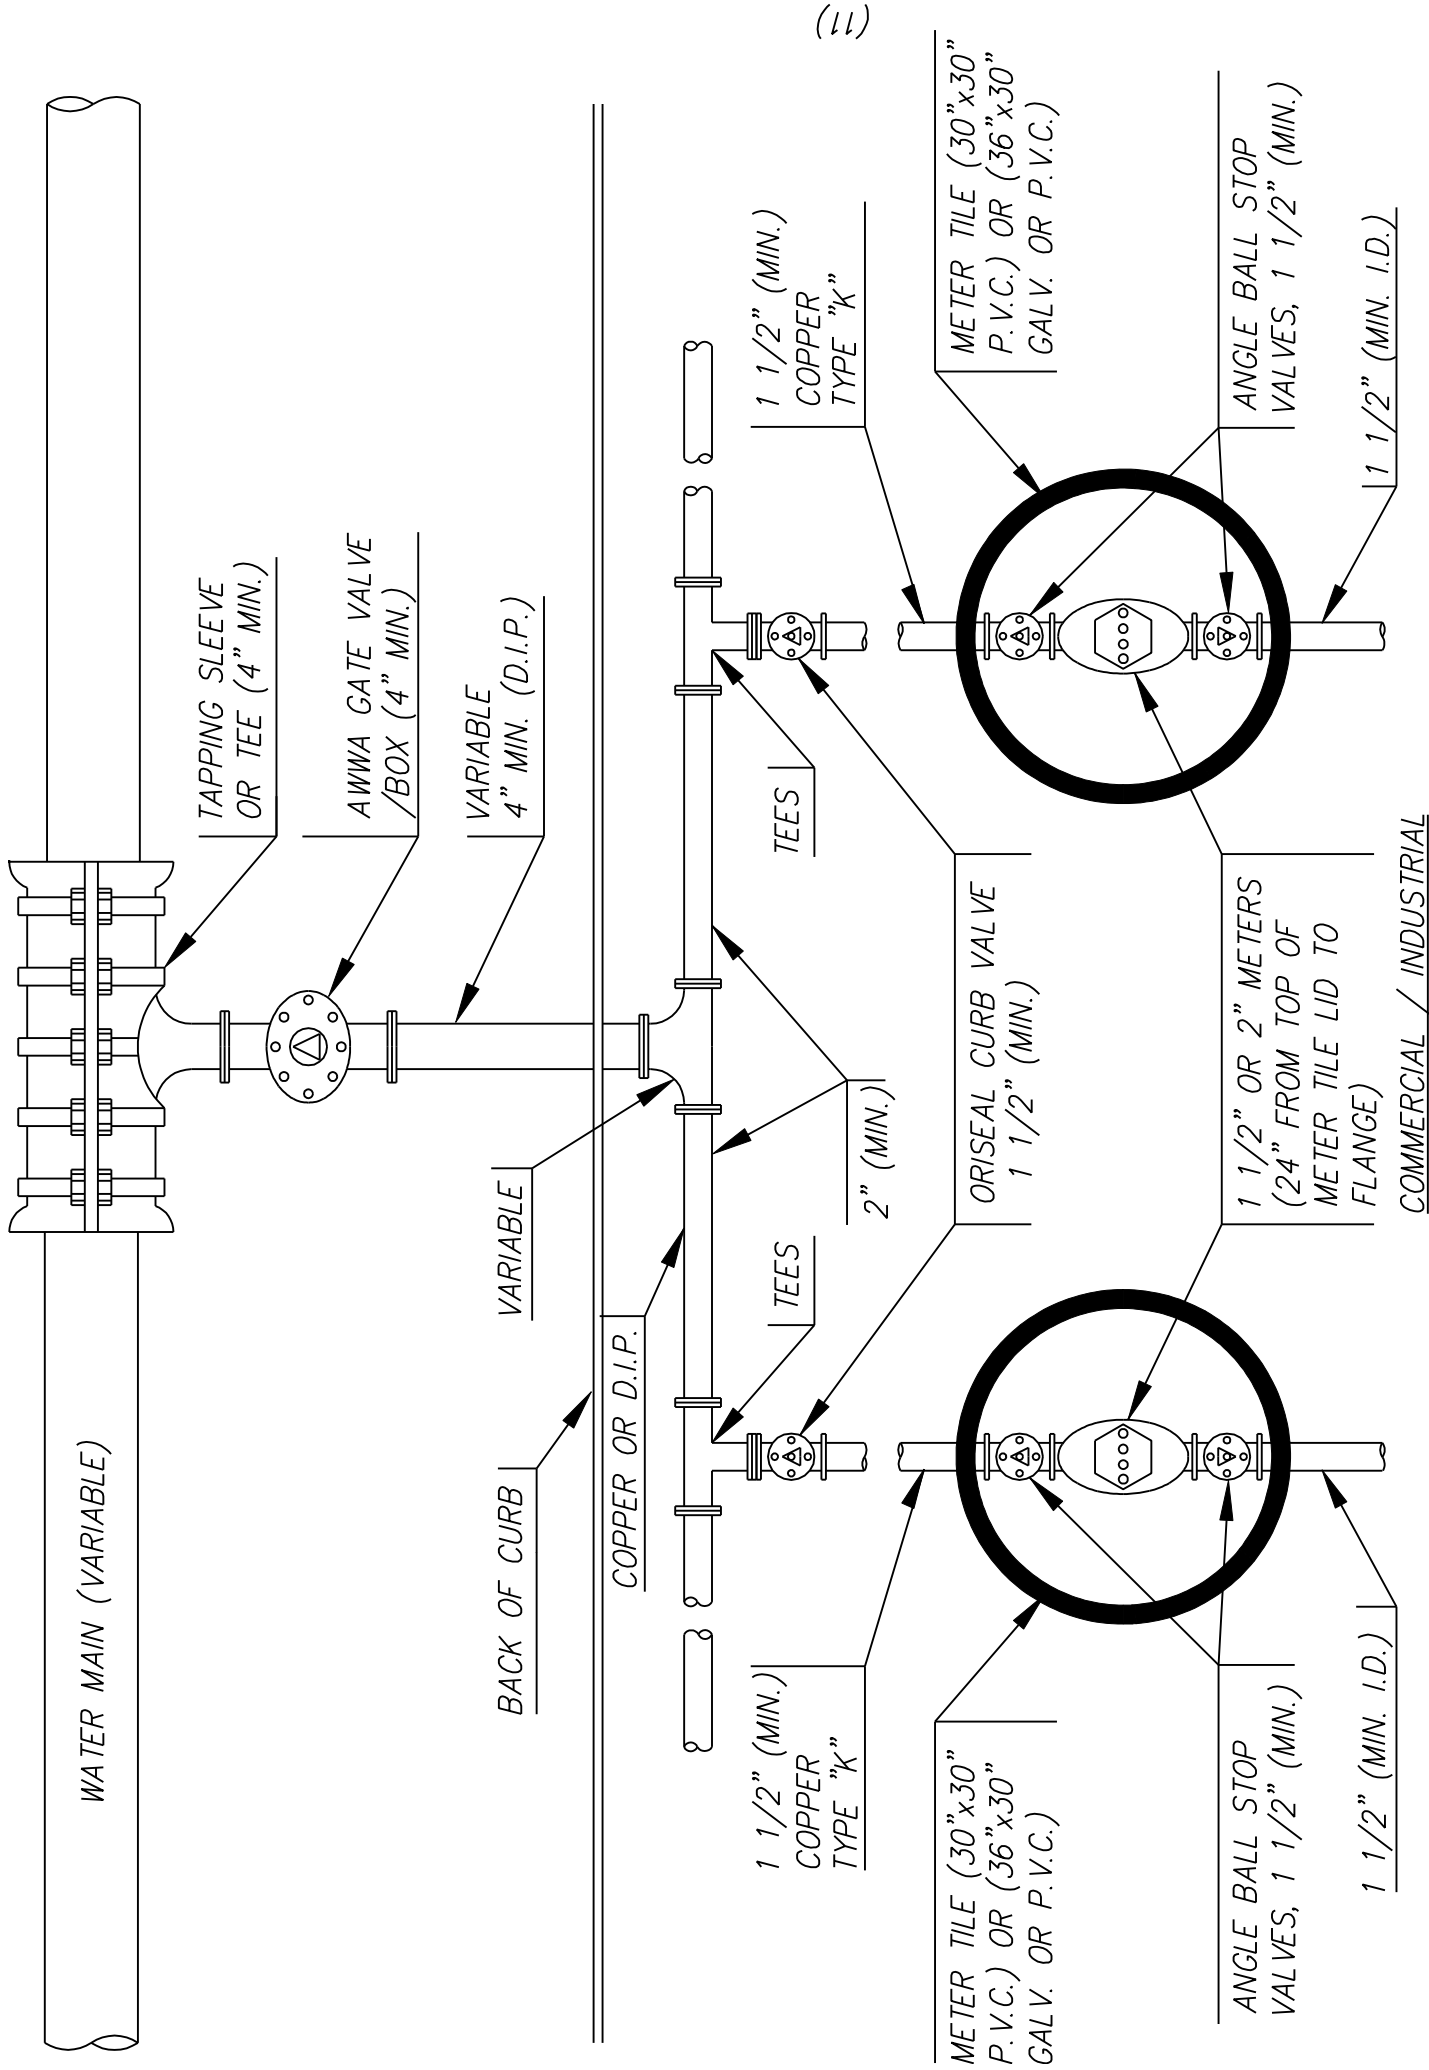 WATER MAIN (VARIABLE)
TAPPING SLEEVE
OR TEE (4" MIN.)
AWWA GATE VALVE
/BOX (4" MIN.)
VARIABLE
4" MIN. (D.I.P.)
BACK OF CURB
VARIABLE
COPPER OR D.I.P.
TEES
2" (MIN.)
TEES
1 1/2" (MIN.)
COPPER
TYPE "K"
1 1/2" (MIN.)
COPPER
TYPE "K"
METER TILE (30"x30"
P.V.C.) OR (36"x30"
GALV. OR P.V.C.)
ORISEAL CURB VALVE
1 1/2" (MIN.)
METER TILE (30"x30"
P.V.C.) OR (36"x30"
GALV. OR P.V.C.)
ANGLE BALL STOP
VALVES, 1 1/2" (MIN.)
1 1/2" OR 2" METERS
(24" FROM TOP OF
METER TILE LID TO
FLANGE)
ANGLE BALL STOP
VALVES, 1 1/2" (MIN.)
1 1/2" (MIN. I.D.)
1 1/2" (MIN. I.D.)
COMMERCIAL / INDUSTRIAL
(11)